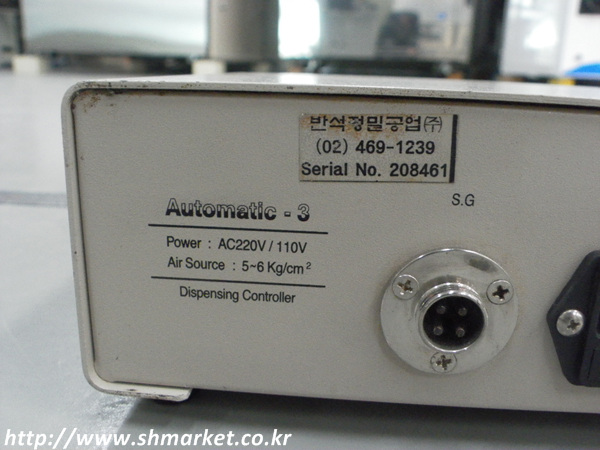 반석정밀공업㈜
(02) 469-1239
Serial No. 208461
S.G
Automatic - 3
Power : AC220V / 110V
Air Source : 5~6 Kg/cm²
Dispensing Controller
http://www.shmarket.co.kr